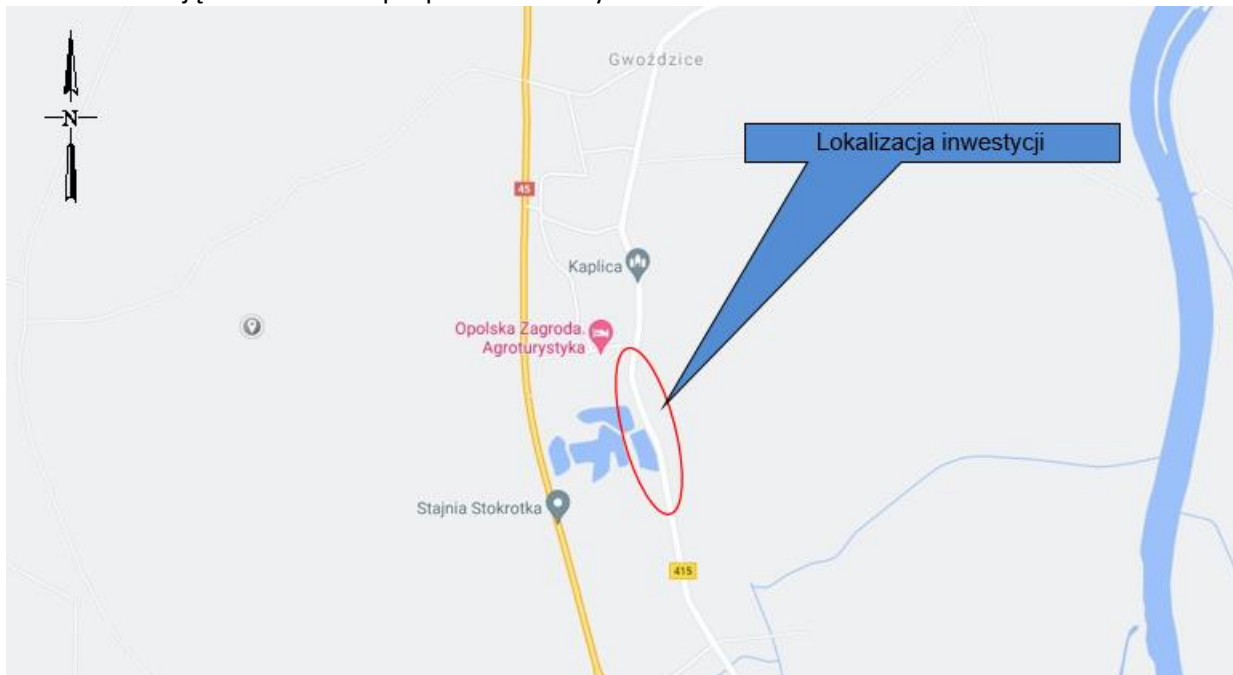 Gwoździce
N
Lokalizacja inwestycji
45
Kaplica
Opolska Zagroda.
Agroturystyka
Stajnia Stokrotka
415